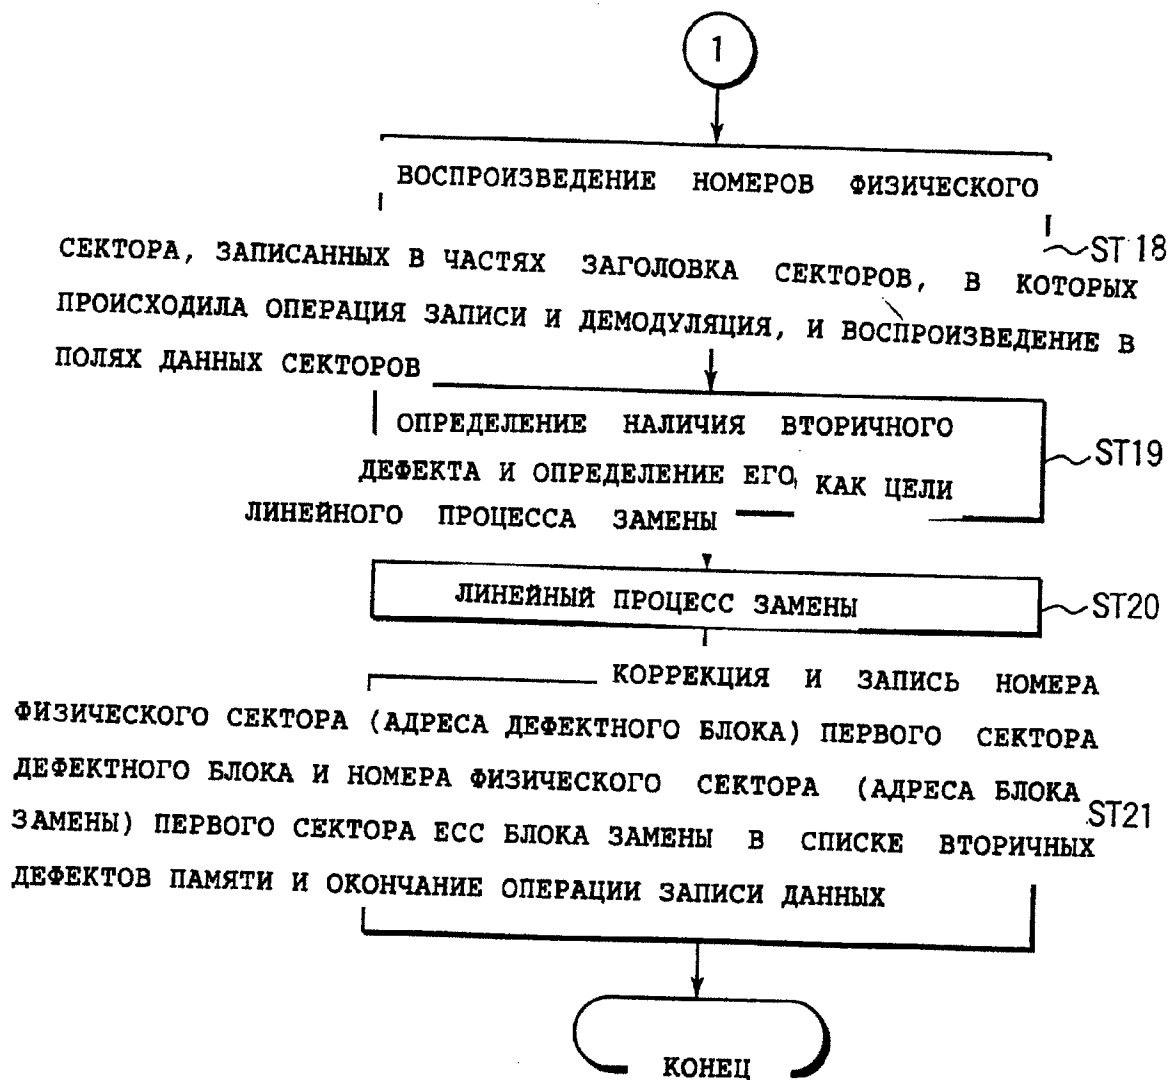 1
ВОСПРОИЗВЕДЕНИЕ НОМЕРОВ ФИЗИЧЕСКОГО
ST 18
СЕКТОРА, ЗАПИСАННЫХ В ЧАСТЯХ ЗАГОЛОВКА СЕКТОРОВ, В КОТОРЫХ
ПРОИСХОДИЛА ОПЕРАЦИЯ ЗАПИСИ И ДЕМОДУЛЯЦИЯ, И ВОСПРОИЗВЕДЕНИЕ В
ПОЛЯХ ДАННЫХ СЕКТОРОВ
ОПРЕДЕЛЕНИЕ НАЛИЧИЯ ВТОРИЧНОГО
ST19
ДЕФЕКТА И ОПРЕДЕЛЕНИЕ ЕГО КАК ЦЕЛИ
ЛИНЕЙНОГО ПРОЦЕССА ЗАМЕНЫ
ЛИНЕЙНЫЙ ПРОЦЕСС ЗАМЕНЫ
ST20
КОРРЕКЦИЯ И ЗАПИСЬ НОМЕРА
ФИЗИЧЕСКОГО СЕКТОРА (АДРЕСА ДЕФЕКТНОГО БЛОКА) ПЕРВОГО СЕКТОРА
ДЕФЕКТНОГО БЛОКА И НОМЕРА ФИЗИЧЕСКОГО СЕКТОРА (АДРЕСА БЛОКА
ST21
ЗАМЕНЫ) ПЕРВОГО СЕКТОРА ЕСС БЛОКА ЗАМЕНЫ В СПИСКЕ ВТОРИЧНЫХ
ДЕФЕКТОВ ПАМЯТИ И ОКОНЧАНИЕ ОПЕРАЦИИ ЗАПИСИ ДАННЫХ
КОНЕЦ